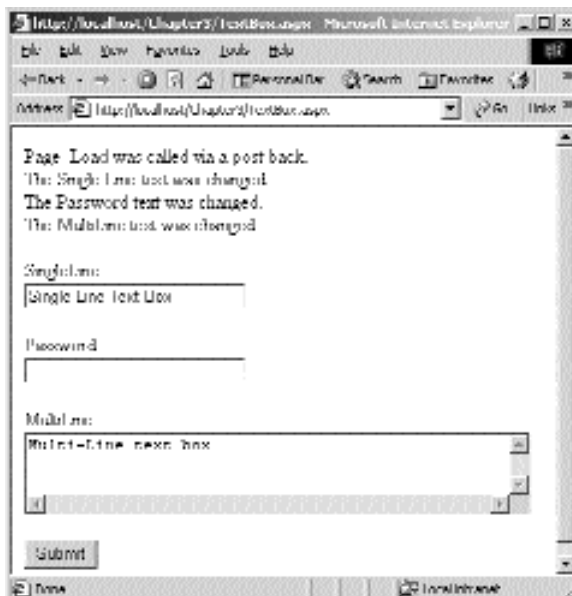 http://localhost/Chapter3/TextBox.aspx - Microsoft Internet Explorer
File Edit View Favorites Tools Help
Back Personal Bar Search Favorites
Address http://localhost/Chapter3/TextBox.aspx Go Links
Page_Load was called via a post back.
The Single Line text was changed.
The Password text was changed.
The MultiLine text was changed
SingleLine:
Single Line Text Box
Password
MultiLine:
Multi-Line text box
Submit
Done Local intranet